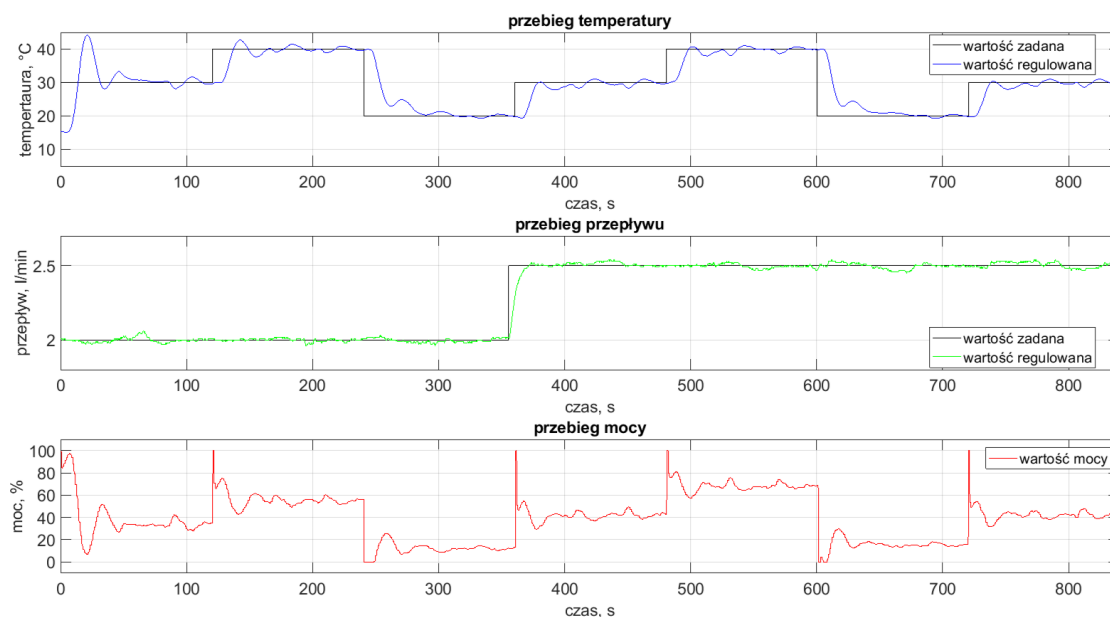 przebieg temperatury
tempertaura, °C
40
30
20
10
wartość zadana
wartość regulowana
0 100 200 300 400 500 600 700 800
czas, s
przebieg przepływu
przepływ, l/min
2.5
2
wartość zadana
wartość regulowana
0 100 200 300 400 500 600 700 800
czas, s
przebieg mocy
moc, %
100
80
60
40
20
0
wartość mocy
0 100 200 300 400 500 600 700 800
czas, s